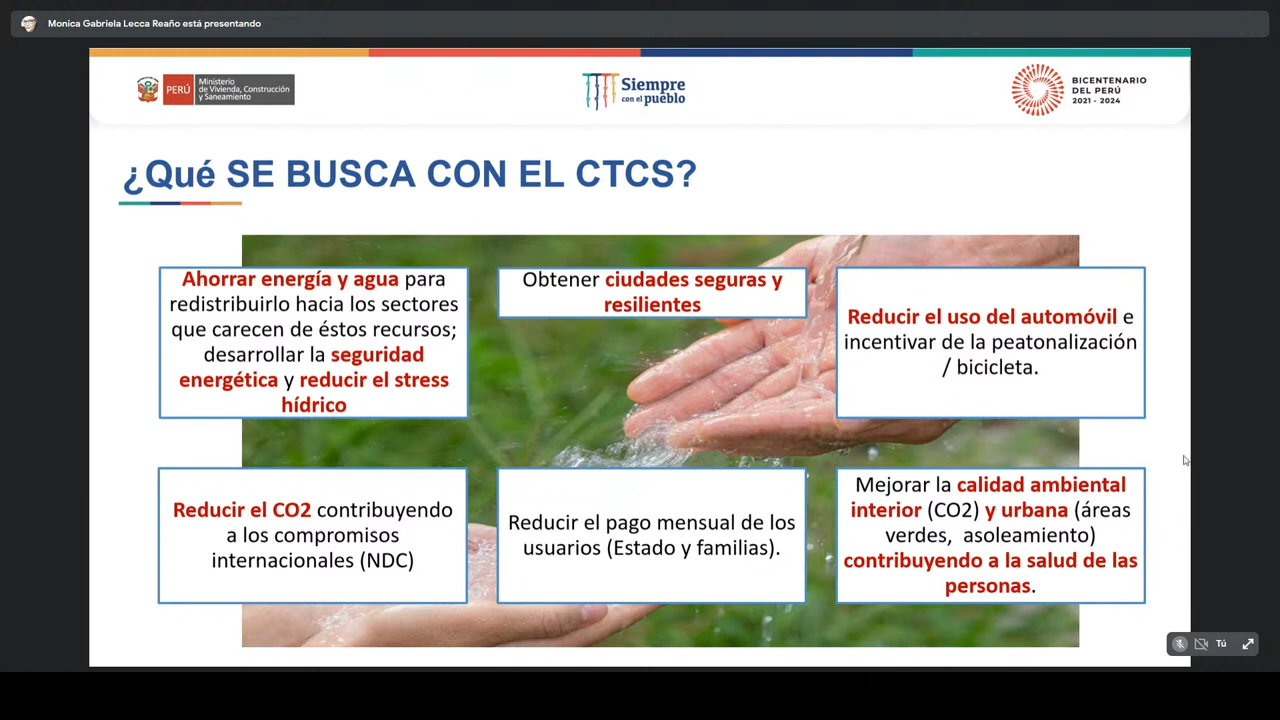 Monica Gabriela Lecca Reaño está presentando
PERÚ
Ministerio
de Vivienda, Construcción
y Saneamiento
Siempre
con el pueblo
BICENTENARIO
DEL PERÚ
2021 - 2024
¿Qué SE BUSCA CON EL CTCS?
Ahorrar energía y agua para
redistribuirlo hacia los sectores
que carecen de éstos recursos;
desarrollar la seguridad
energética y reducir el stress
hídrico
Obtener ciudades seguras y
resilientes
Reducir el uso del automóvil e
incentivar de la peatonalización
/ bicicleta.
Reducir el CO2 contribuyendo
a los compromisos
internacionales (NDC)
Reducir el pago mensual de los
usuarios (Estado y familias).
Mejorar la calidad ambiental
interior (CO2) y urbana (áreas
verdes, asoleamiento)
contribuyendo a la salud de las
personas.
Tú